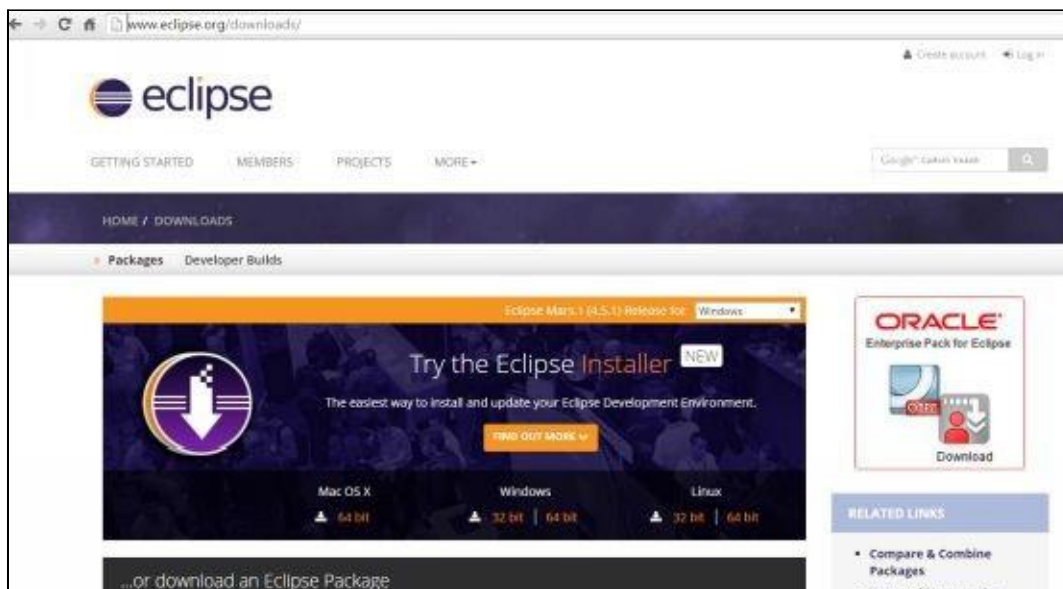 www.eclipse.org/downloads/
Create account Log in
eclipse
GETTING STARTED MEMBERS PROJECTS MORE
HOME / DOWNLOADS
Packages Developer Builds
Eclipse Mars.1 (4.5.1) Release for Windows
Try the Eclipse Installer NEW
The easiest way to install and update your Eclipse Development Environment.
FIND OUT MORE
Mac OS X Windows Linux
64 bit 32 bit | 64 bit 32 bit | 64 bit
...or download an Eclipse Package
ORACLE
Enterprise Pack for Eclipse
Download
RELATED LINKS
Compare & Combine
Packages